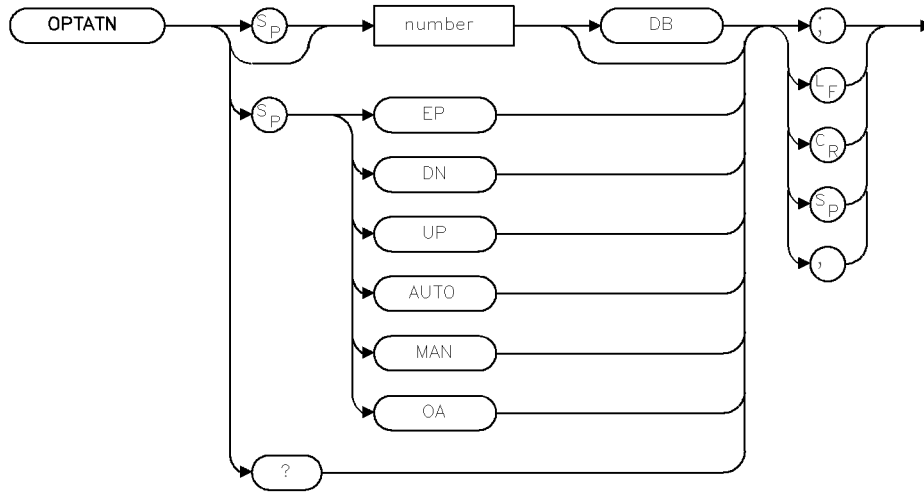 OPTATN SP number DB ;
LF
SP EP
CR
DN
SP
UP
,
AUTO
MAN
OA
?